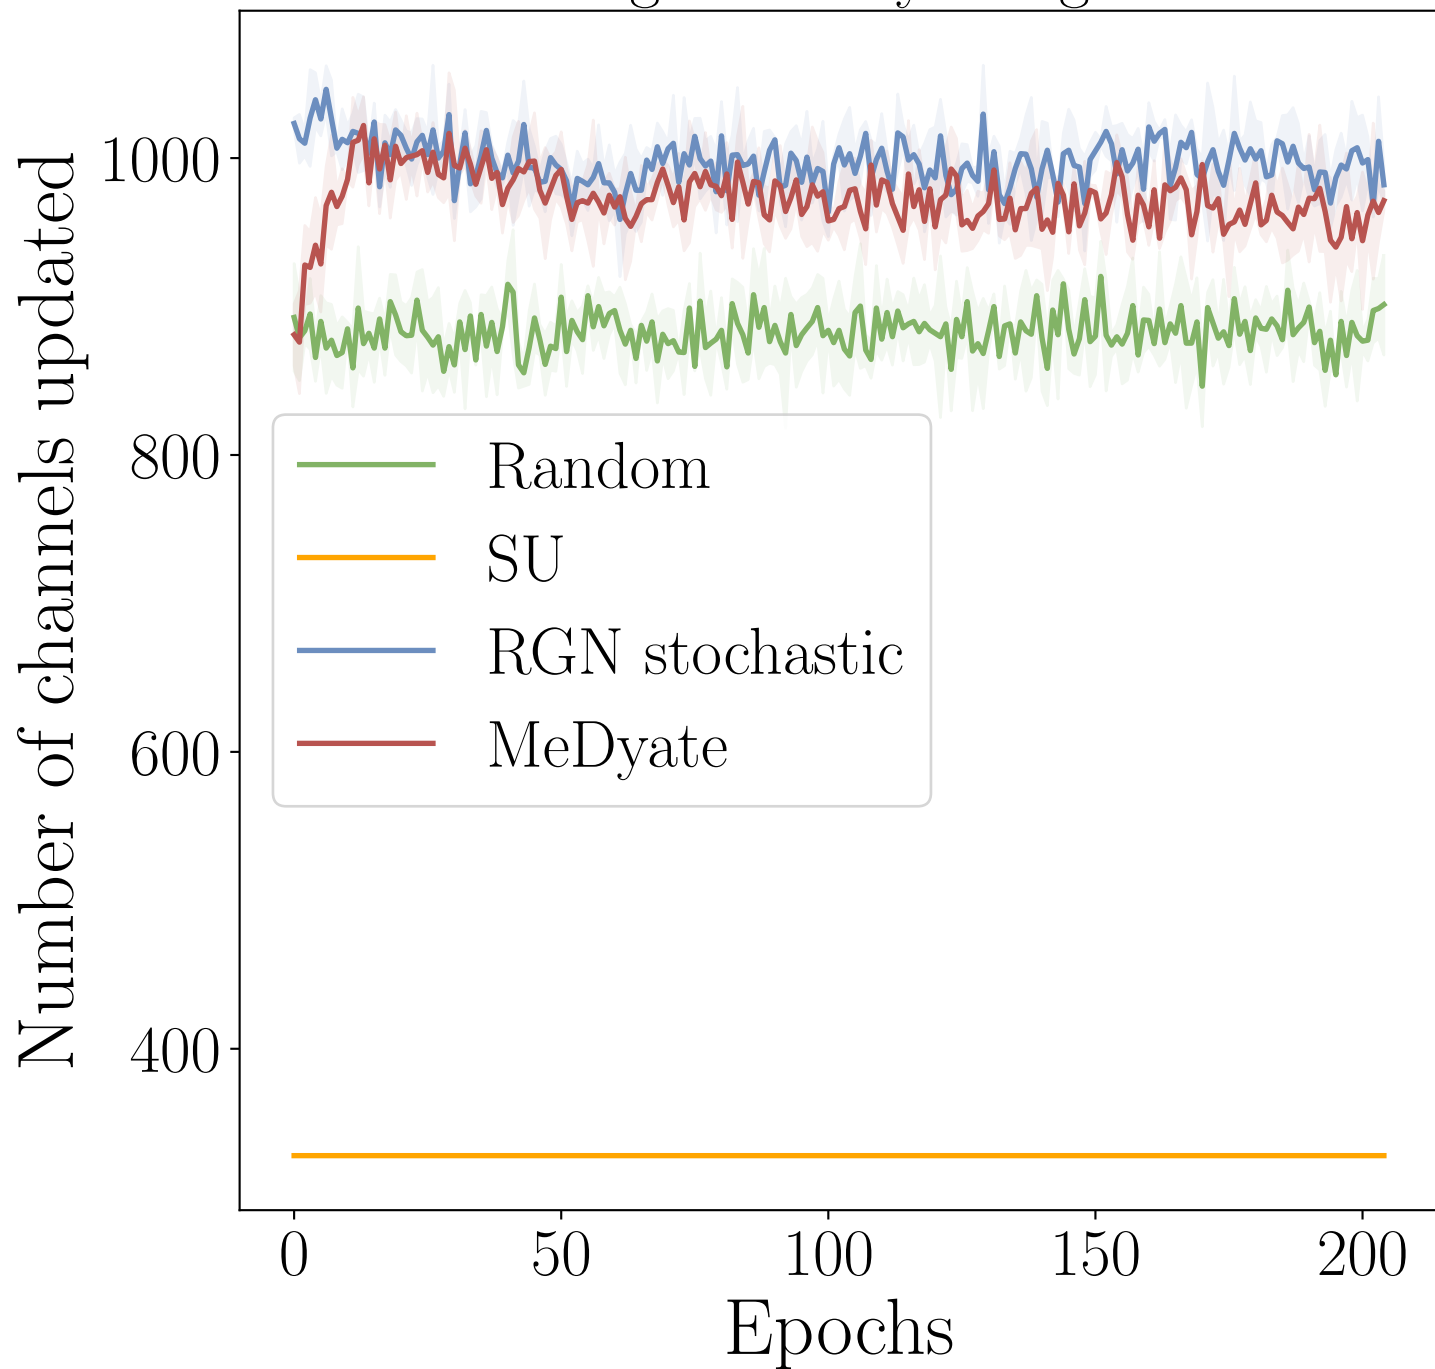 Number of channels updated
1000
800
600
400
Random
SU
RGN stochastic
MeDyate
0 50 100 150 200
Epochs